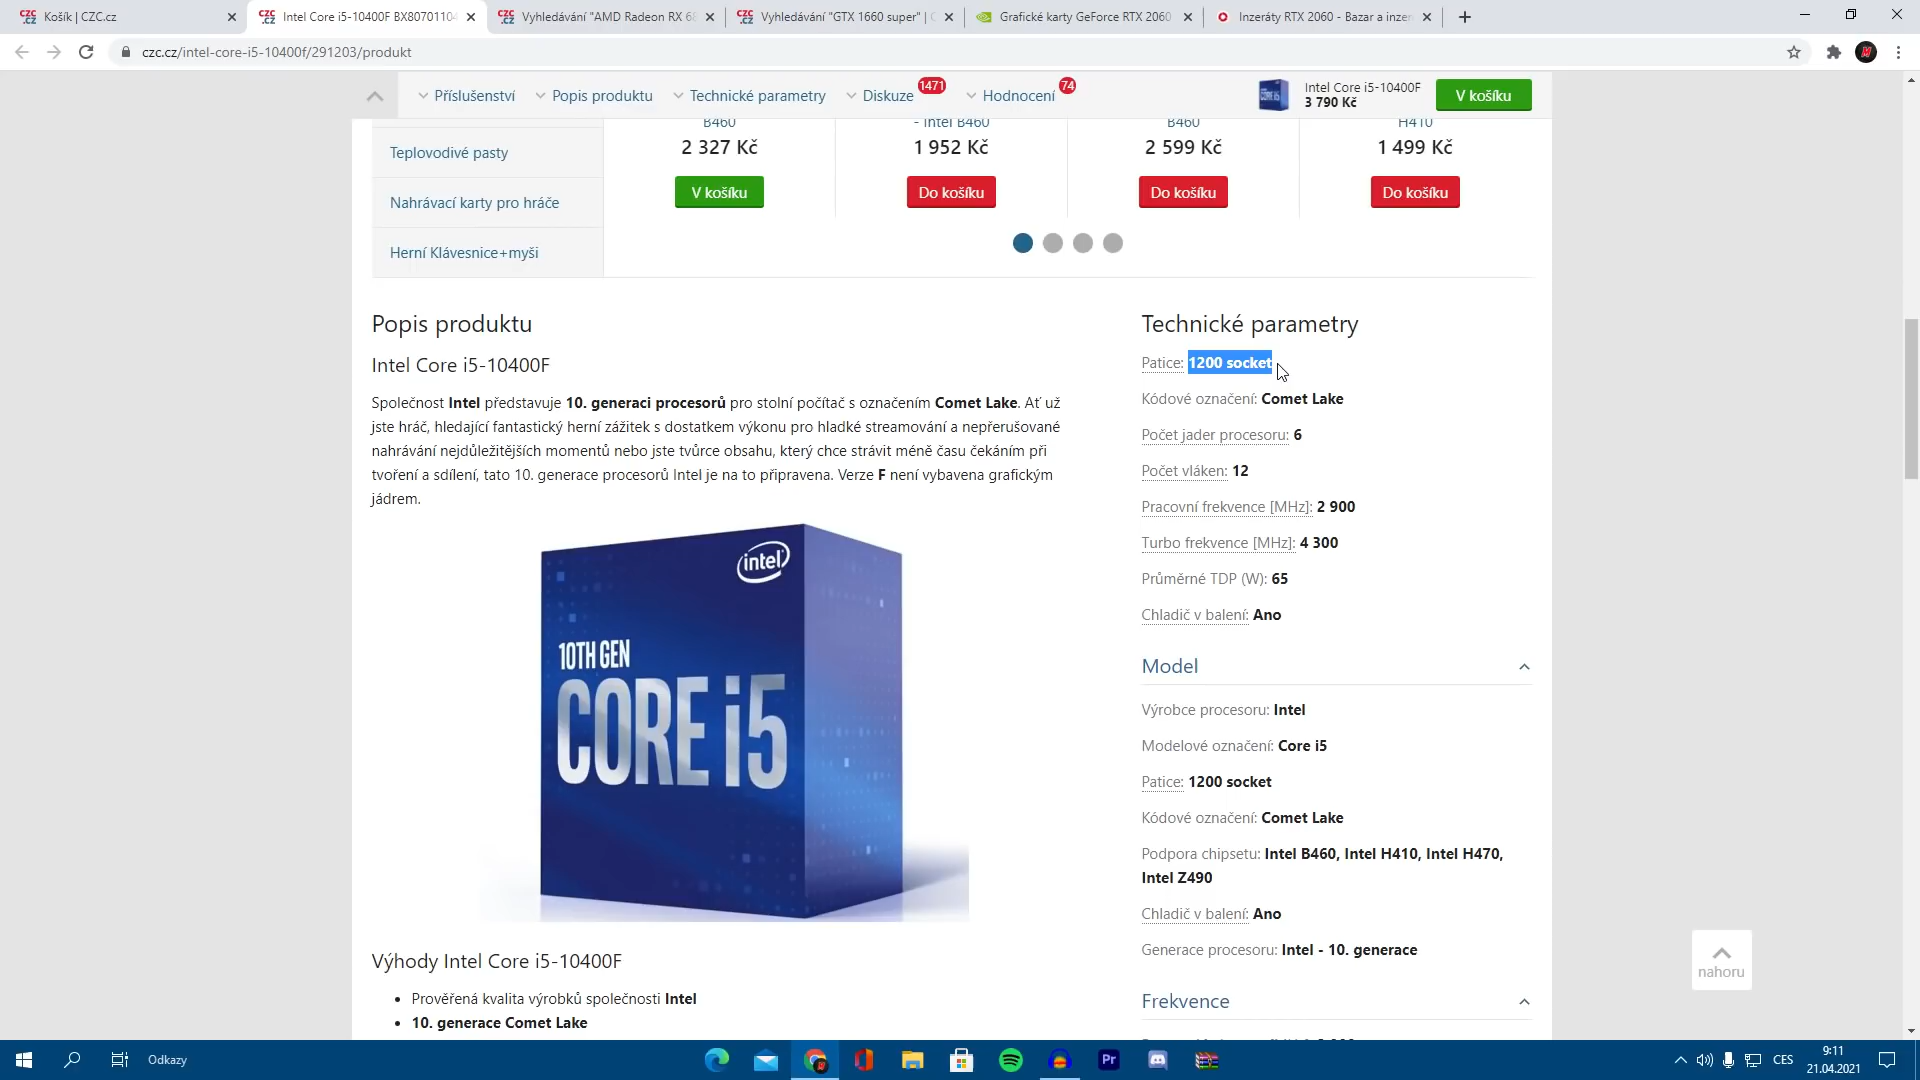 Košík | CZC.cz
Intel Core i5-10400F BX80701104
Vyhledávání "AMD Radeon RX 68
Vyhledávání "GTX 1660 super" | C
Grafické karty GeForce RTX 2060
Inzeráty RTX 2060 - Bazar a inzer
czc.cz/intel-core-i5-10400f/291203/produkt
Příslušenství
Popis produktu
Technické parametry
Diskuze 1471
Hodnocení 74
Intel Core i5-10400F
3 790 Kč
V košíku
B460
- Intel B460
B460
H410
2 327 Kč
1 952 Kč
2 599 Kč
1 499 Kč
V košíku
Do košíku
Do košíku
Do košíku
Teplovodivé pasty
Nahrávací karty pro hráče
Herní Klávesnice+myši
Popis produktu
Intel Core i5-10400F
Společnost Intel představuje 10. generaci procesorů pro stolní počítač s označením Comet Lake. Ať už
jste hráč, hledající fantastický herní zážitek s dostatkem výkonu pro hladké streamování a nepřerušované
nahrávání nejdůležitějších momentů nebo jste tvůrce obsahu, který chce strávit méně času čekáním při
tvoření a sdílení, tato 10. generace procesorů Intel je na to připravena. Verze F není vybavena grafickým
jádrem.
intel
10TH GEN
CORE i5
Výhody Intel Core i5-10400F
Prověřená kvalita výrobků společnosti Intel
10. generace Comet Lake
Technické parametry
Patice: 1200 socket
Kódové označení: Comet Lake
Počet jader procesoru: 6
Počet vláken: 12
Pracovní frekvence [MHz]: 2 900
Turbo frekvence [MHz]: 4 300
Průměrné TDP (W): 65
Chladič v balení: Ano
Model
Výrobce procesoru: Intel
Modelové označení: Core i5
Patice: 1200 socket
Kódové označení: Comet Lake
Podpora chipsetu: Intel B460, Intel H410, Intel H470,
Intel Z490
Chladič v balení: Ano
Generace procesoru: Intel - 10. generace
Frekvence
nahoru
Odkazy
Pr
CES
9:11
21.04.2021